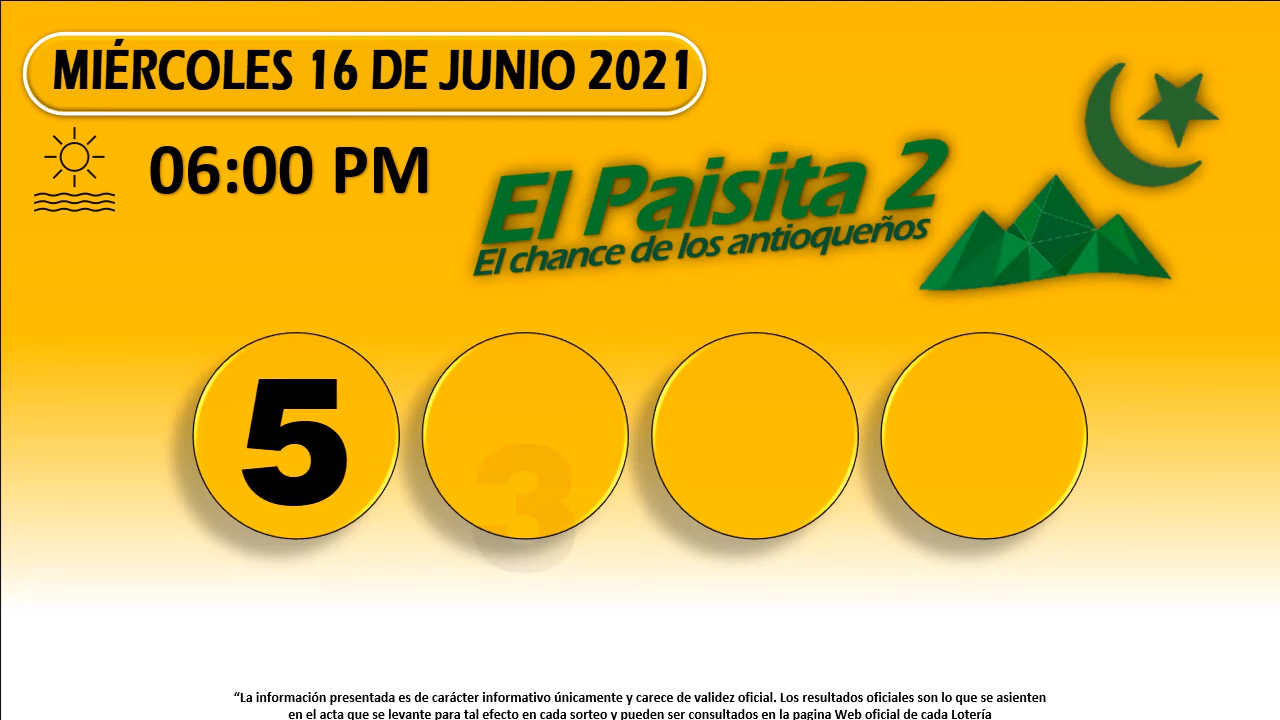 MIÉRCOLES 16 DE JUNIO 2021
06:00 PM
El Paisita 2
El chance de los antioqueños
5
3
“La información presentada es de carácter informativo únicamente y carece de validez oficial. Los resultados oficiales son lo que se asienten
en el acta que se levante para tal efecto en cada sorteo y pueden ser consultados en la pagina Web oficial de cada Lotería